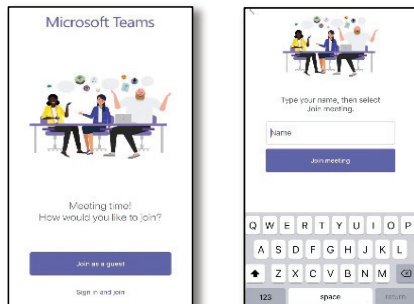 Microsoft Teams
Meeting time!
How would you like to join?
Join as a guest
Sign in and join
Type your name, then select
Join meeting.
Name
Join meeting
Q W E R T Y U I O P
A S D F G H J K L
Z X C V B N M
123 space return